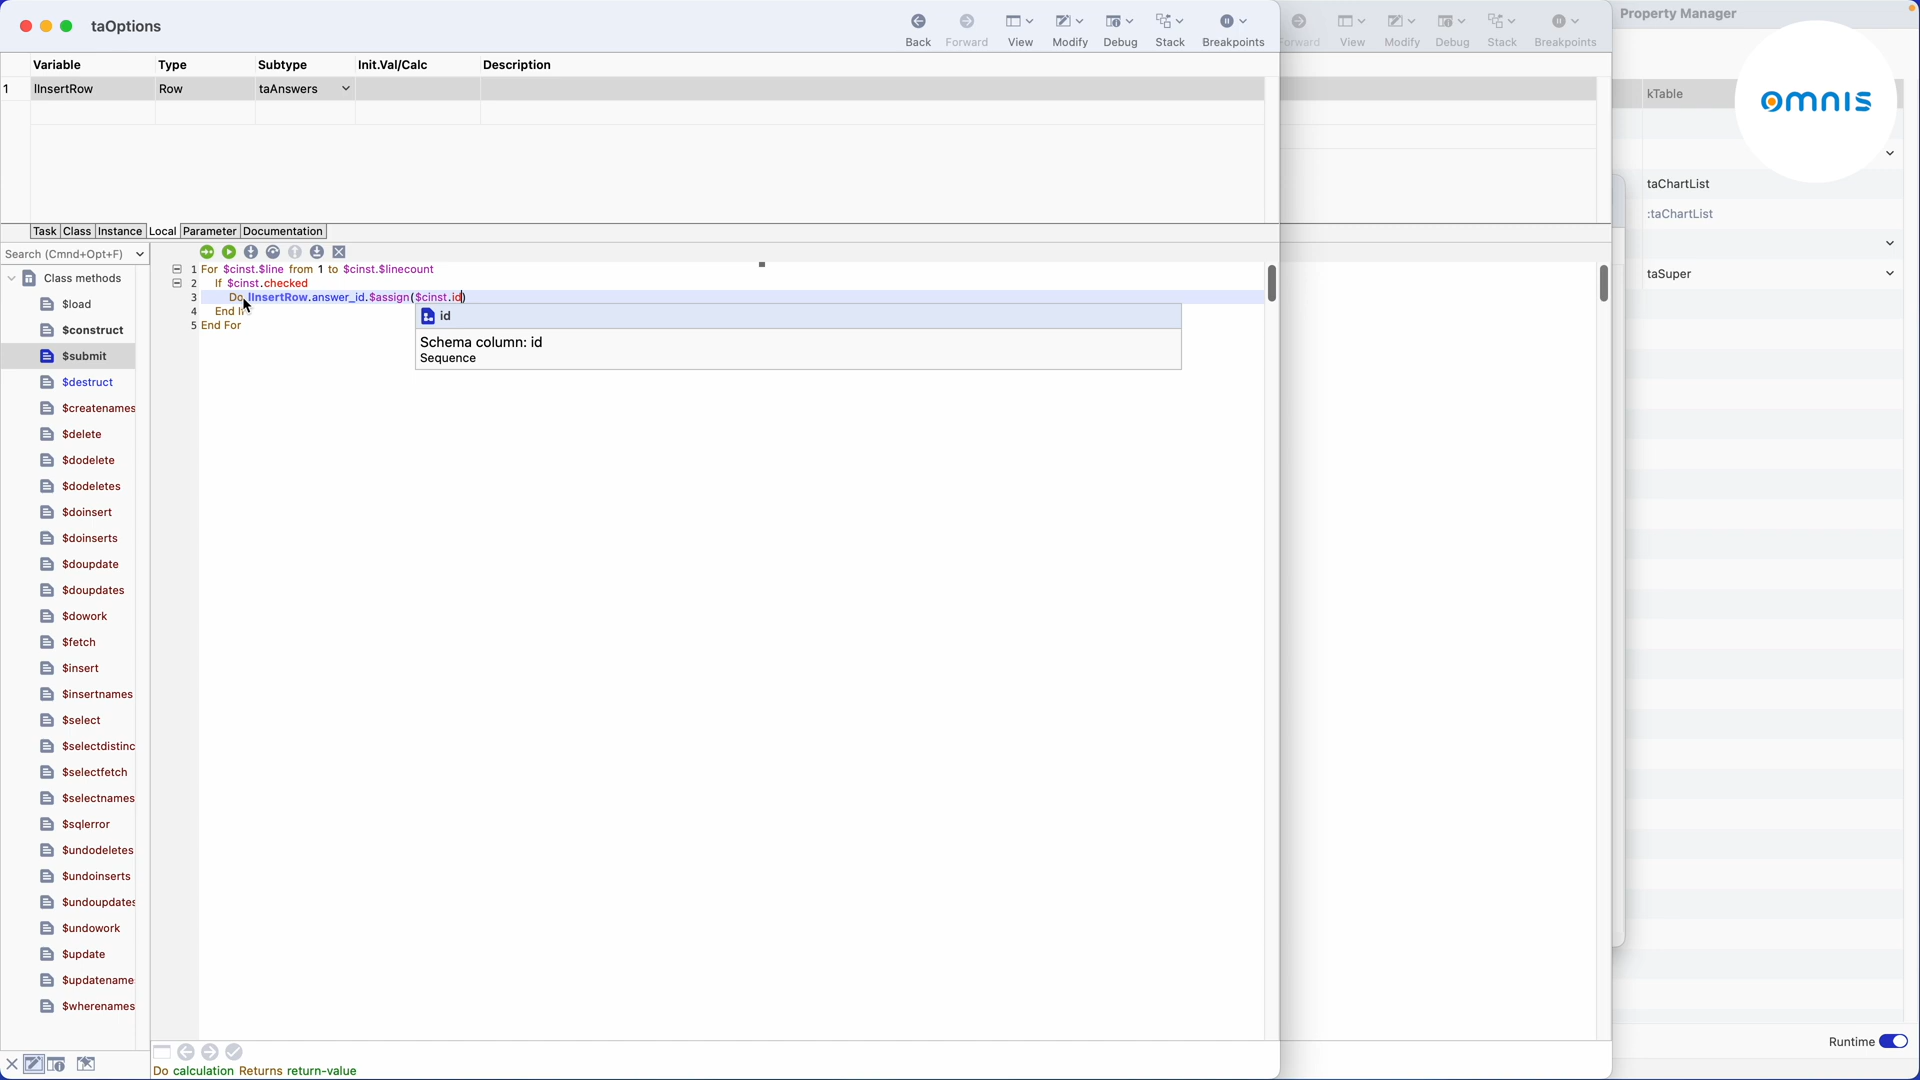 taOptions
Back
Forward
View
Modify
Debug
Stack
Breakpoints
orward
View
Modify
Debug
Stack
Breakpoints
Property Manager
omnis
Variable Type Subtype Init.Val/Calc Description
1 lInsertRow Row taAnswers
kTable
taChartList
:taChartList
taSuper
Task Class Instance Local Parameter Documentation
Search (Cmnd+Opt+F)
Class methods
$load
$construct
$submit
$destruct
$createnames
$delete
$dodelete
$dodeletes
$doinsert
$doinserts
$doupdate
$doupdates
$dowork
$fetch
$insert
$insertnames
$select
$selectdistinc
$selectfetch
$selectnames
$sqlerror
$undodeletes
$undoinserts
$undoupdates
$undowork
$update
$updatename
$wherenames
1 For $cinst.$line from 1 to $cinst.$linecount
2 If $cinst.checked
3 Do lInsertRow.answer_id.$assign($cinst.id)
4 End If
5 End For
id
Schema column: id
Sequence
Do calculation Returns return-value
Runtime